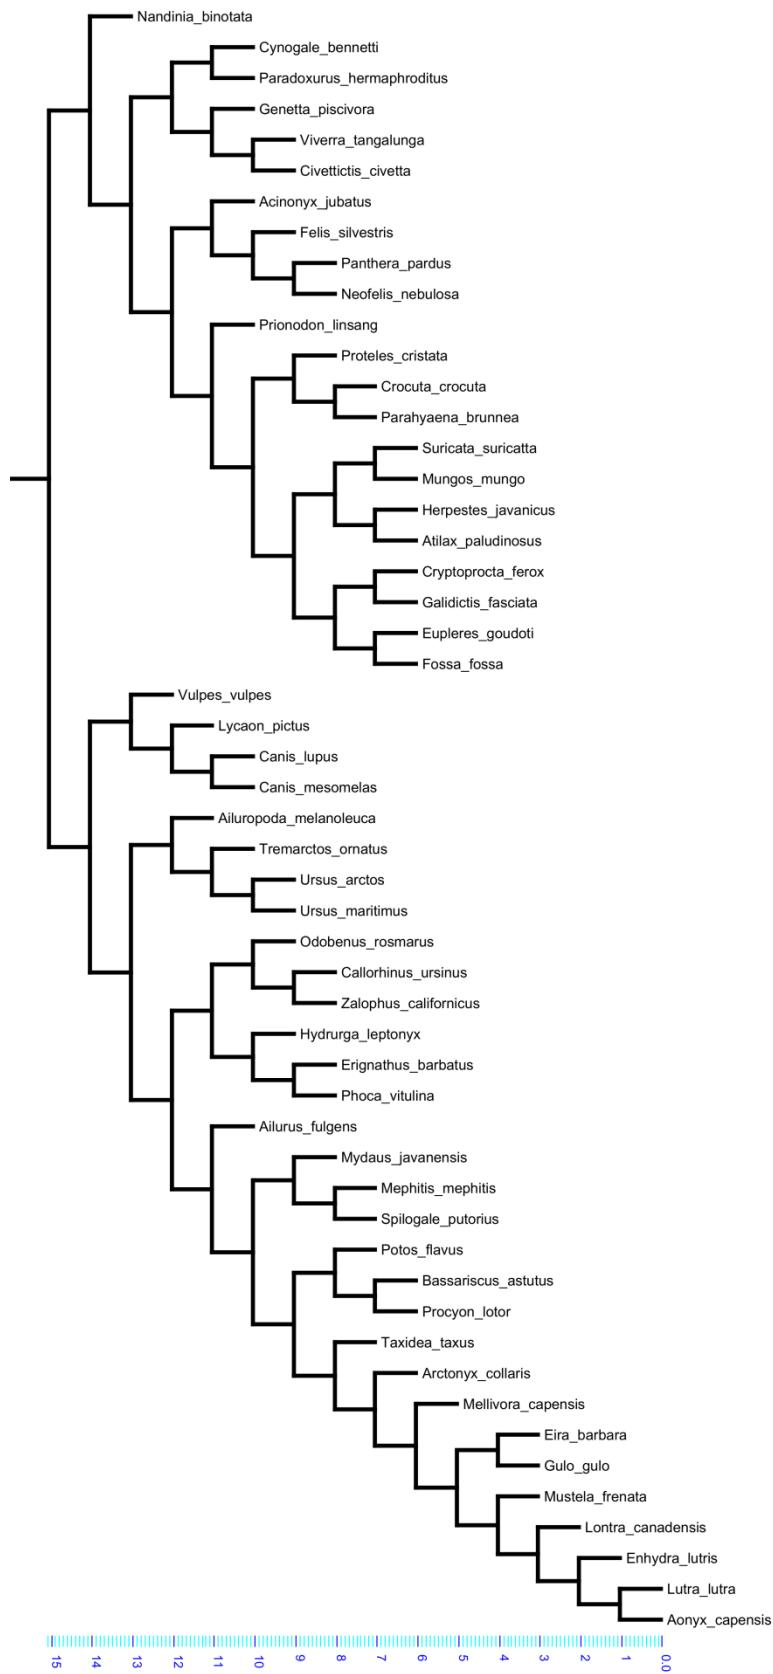 Nandinia_binotata
Cynogale_bennetti
Paradoxurus_hermaphroditus
Genetta_piscivora
Viverra_tangalunga
Civettictis_civetta
Acinonyx_jubatus
Felis_silvestris
Panthera_pardus
Neofelis_nebulosa
Prionodon_linsang
Proteles_cristata
Crocuta_crocuta
Parahyaena_brunnea
Suricata_suricatta
Mungos_mungo
Herpestes_javanicus
Atilax_paludinosus
Cryptoprocta_ferox
Galidictis_fasciata
Eupleres_goudoti
Fossa_fossa
Vulpes_vulpes
Lycaon_pictus
Canis_lupus
Canis_mesomelas
Ailuropoda_melanoleuca
Tremarctos_ornatus
Ursus_arctos
Ursus_maritimus
Odobenus_rosmarus
Callorhinus_ursinus
Zalophus_californicus
Hydrurga_leptonyx
Erignathus_barbatus
Phoca_vitulina
Ailurus_fulgens
Mydaus_javanensis
Mephitis_mephitis
Spilogale_putorius
Potos_flavus
Bassariscus_astutus
Procyon_lotor
Taxidea_taxus
Arctonyx_collaris
Mellivora_capensis
Eira_barbara
Gulo_gulo
Mustela_frenata
Lontra_canadensis
Enhydra_lutris
Lutra_lutra
Aonyx_capensis
15 14 13 12 11 10 9 8 7 6 5 4 3 2 1 0.0